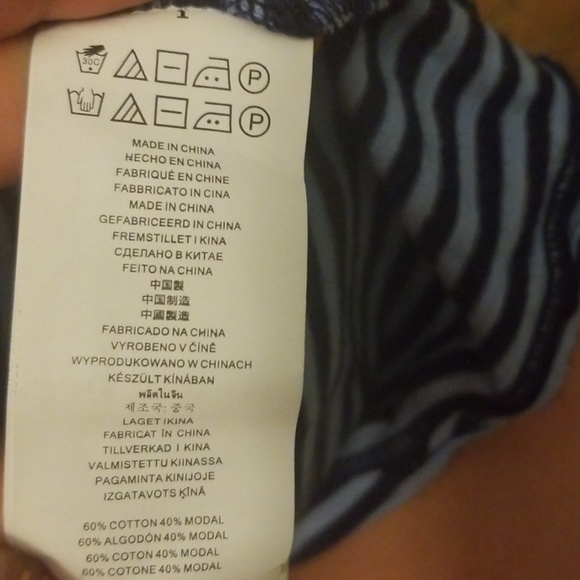 1
30C
P
P
MADE IN CHINA
HECHO EN CHINA
FABRIQUÉ EN CHINE
FABBRICATO IN CINA
MADE IN CHINA
GEFABRICEERD IN CHINA
FREMSTILLET I KINA
СДЕЛАНО В КИТАЕ
FEITO NA CHINA
中国製
中国制造
中國製造
FABRICADO NA CHINA
VYROBENO V ČÍNĚ
WYPRODUKOWANO W CHINACH
KÉSZÜLT KÍNÁBAN
ผลิตในจีน
제조국: 중국
LAGET I KINA
FABRICAT ÎN CHINA
TILLVERKAD I KINA
VALMISTETTU KIINASSA
PAGAMINTA KINIJOJE
IZGATAVOTS ĶĪNĀ
60% COTTON 40% MODAL
60% ALGODÓN 40% MODAL
60% COTON 40% MODAL
60% COTONE 40% MODAL